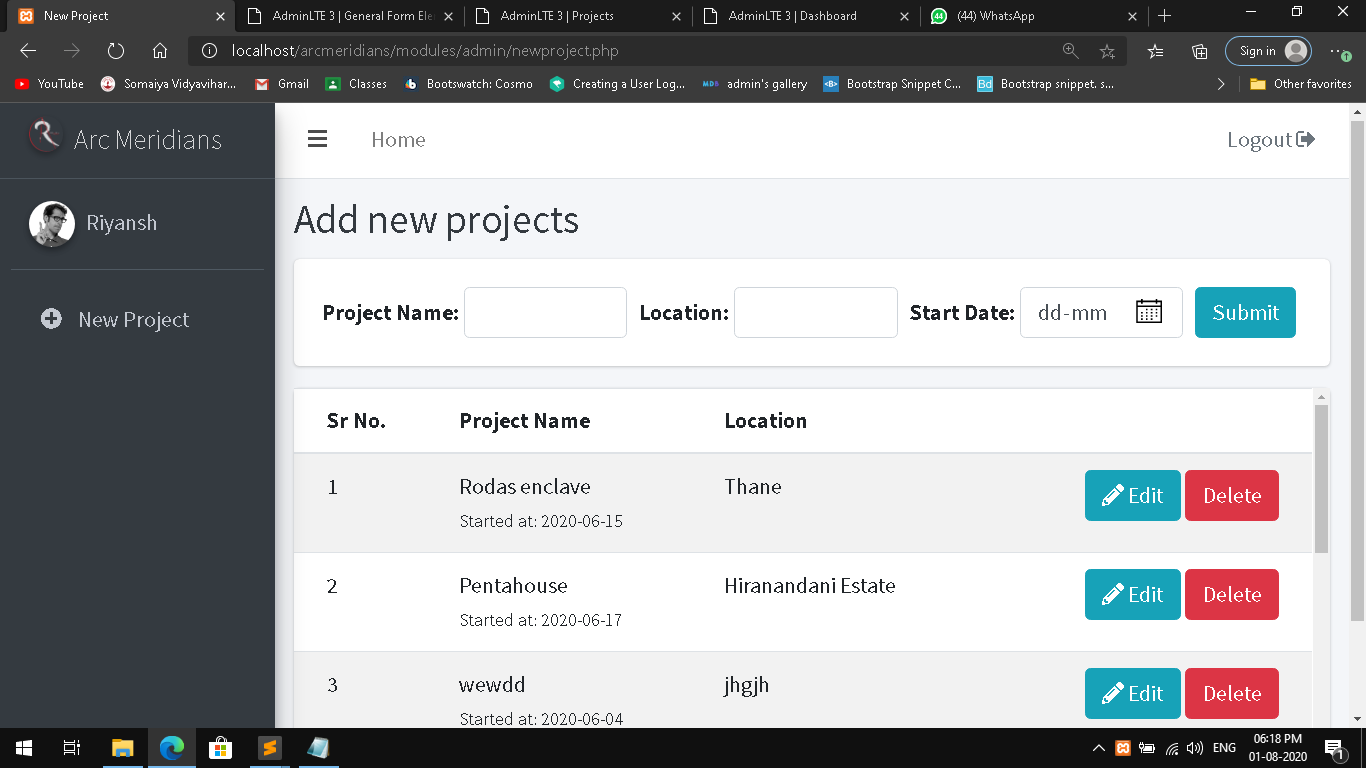 New Project
AdminLTE 3 | General Form Ele
AdminLTE 3 | Projects
AdminLTE 3 | Dashboard
(44) WhatsApp
localhost/arcmeridians/modules/admin/newproject.php
Sign in
YouTube
Somaiya Vidyavihar...
Gmail
Classes
Bootswatch: Cosmo
Creating a User Log...
admin's gallery
Bootstrap Snippet C...
Bootstrap snippet. s...
Other favorites
Arc Meridians
Home
Logout
Riyansh
New Project
Add new projects
Project Name:
Location:
Start Date:
dd-mm
Submit
Sr No. Project Name Location
1 Rodas enclave Thane Edit Delete
Started at: 2020-06-15
2 Pentahouse Hiranandani Estate Edit Delete
Started at: 2020-06-17
3 wewdd jhgjh Edit Delete
Started at: 2020-06-04
ENG
06:18 PM
01-08-2020
1